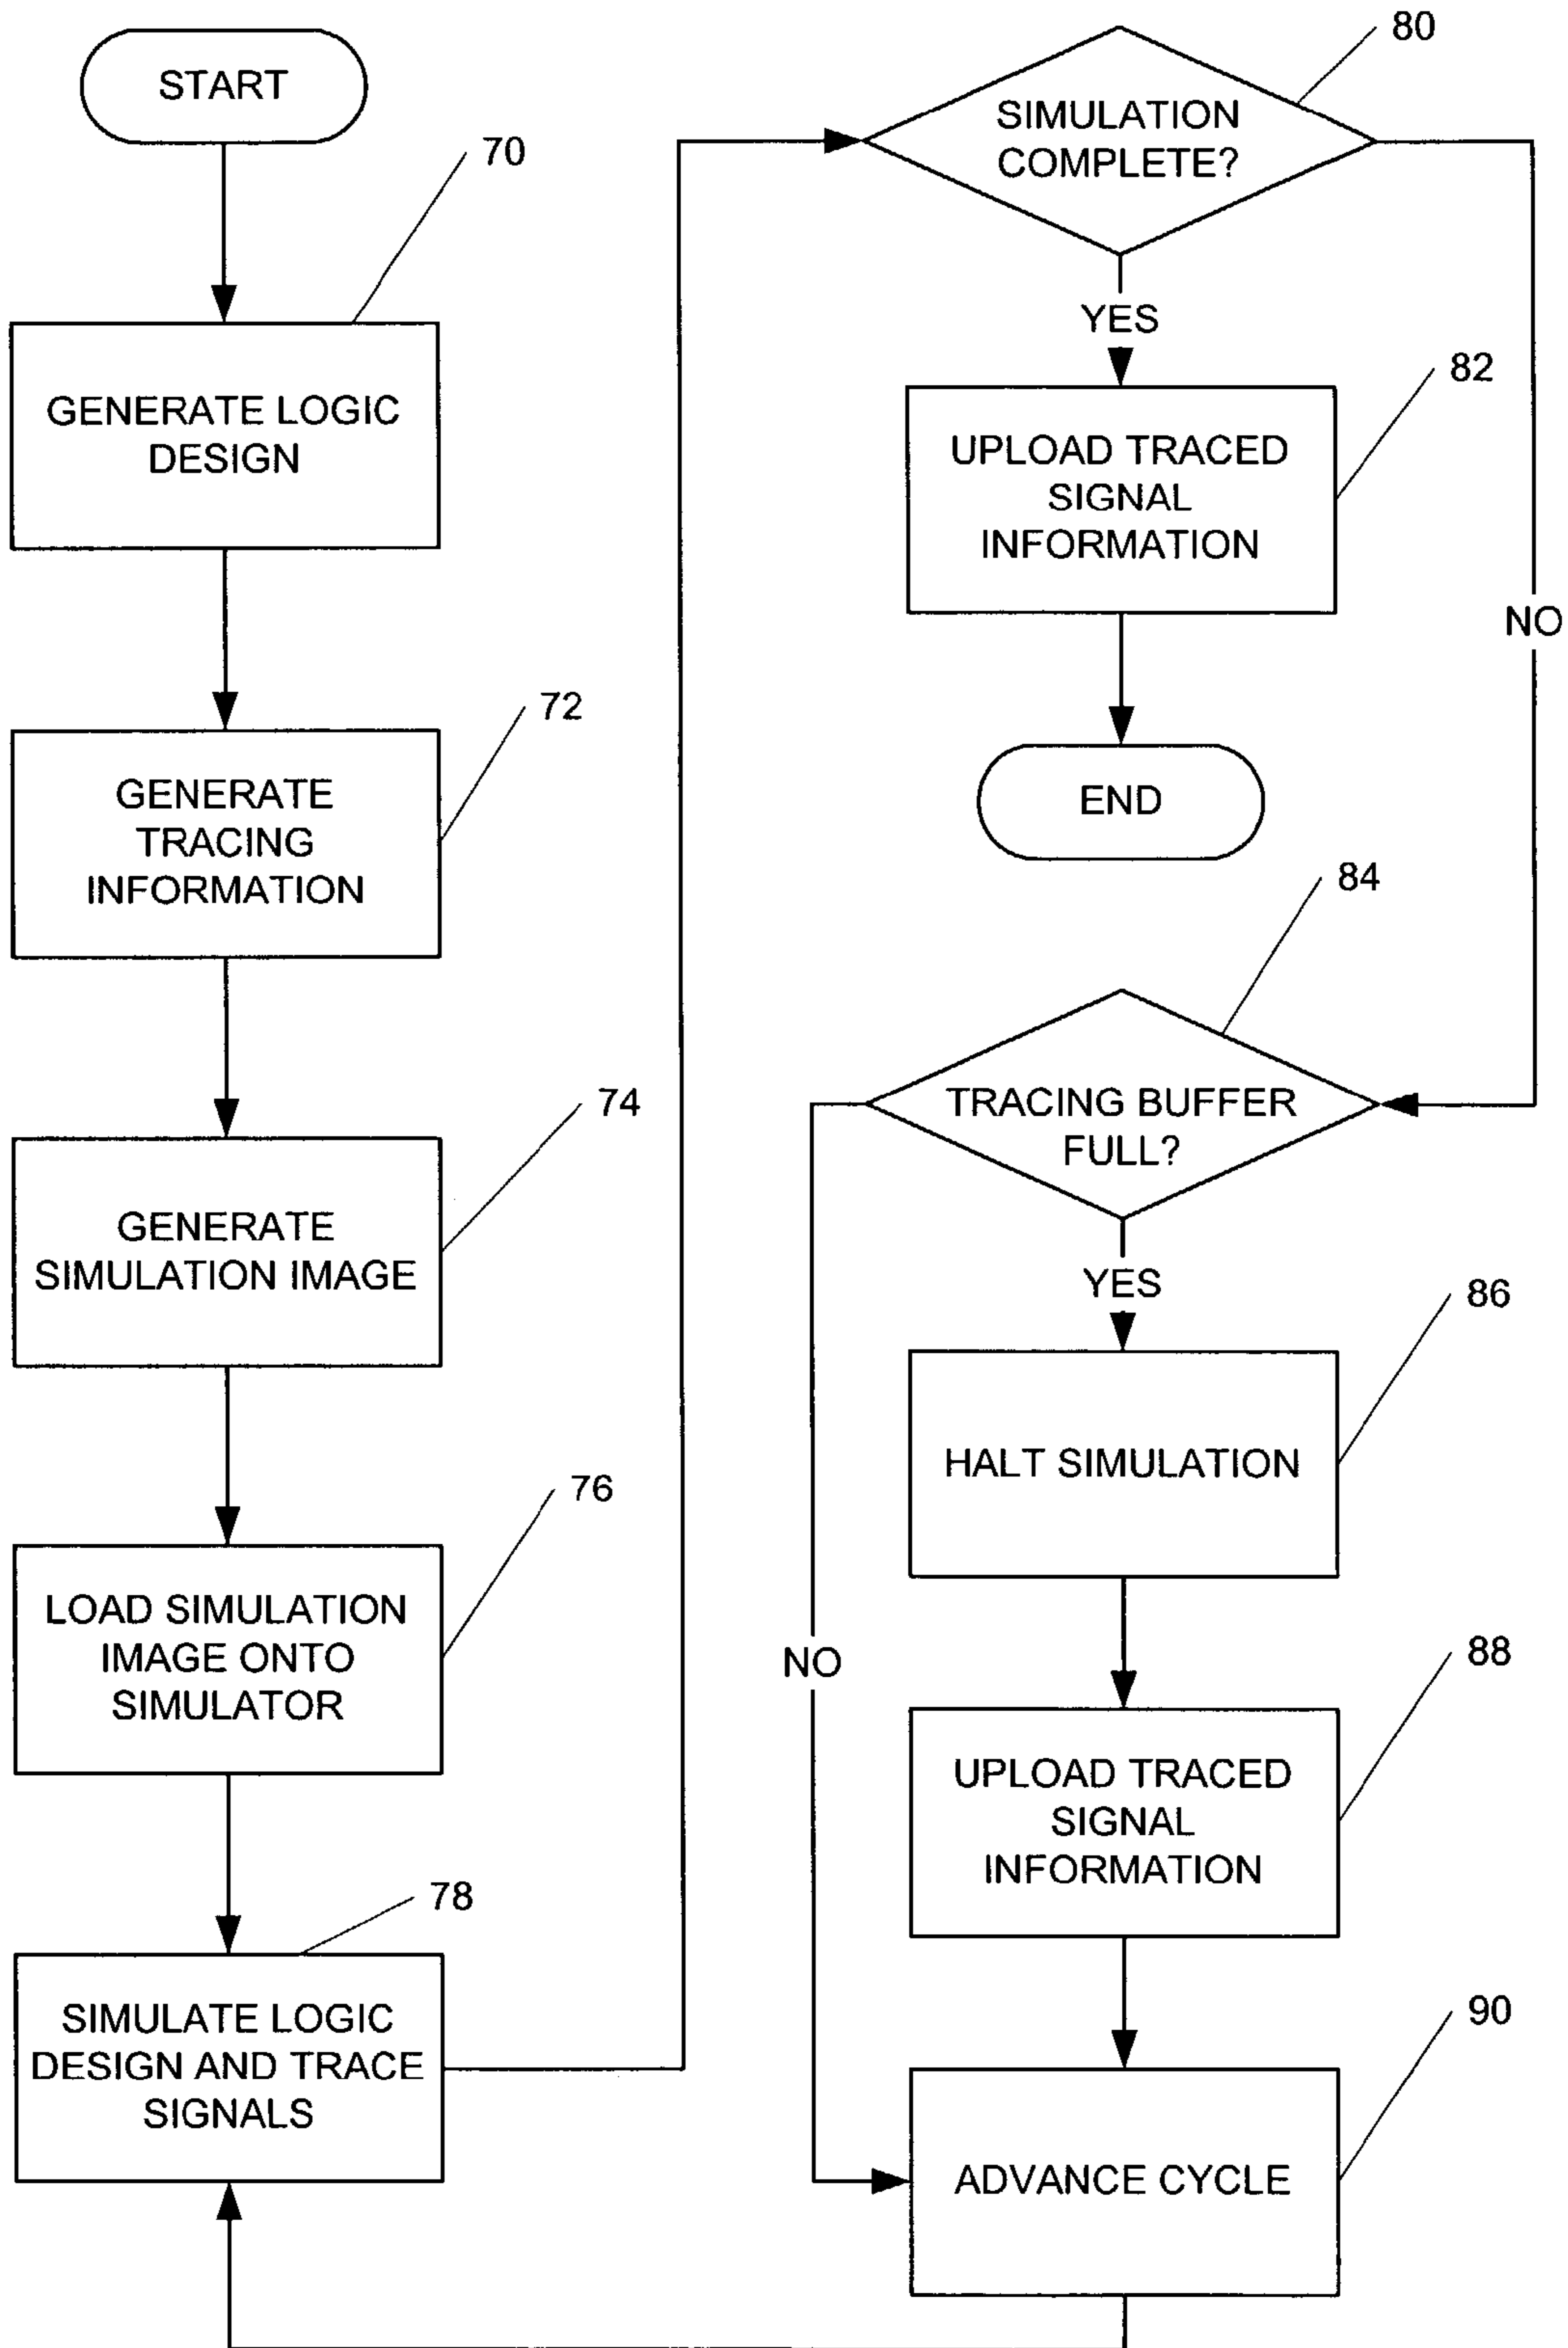 START
70
GENERATE LOGIC
DESIGN
72
GENERATE
TRACING
INFORMATION
74
GENERATE
SIMULATION IMAGE
76
LOAD SIMULATION
IMAGE ONTO
SIMULATOR
78
SIMULATE LOGIC
DESIGN AND TRACE
SIGNALS
80
SIMULATION
COMPLETE?
YES
82
UPLOAD TRACED
SIGNAL
INFORMATION
NO
END
84
TRACING BUFFER
FULL?
YES
86
HALT SIMULATION
NO
88
UPLOAD TRACED
SIGNAL
INFORMATION
90
ADVANCE CYCLE